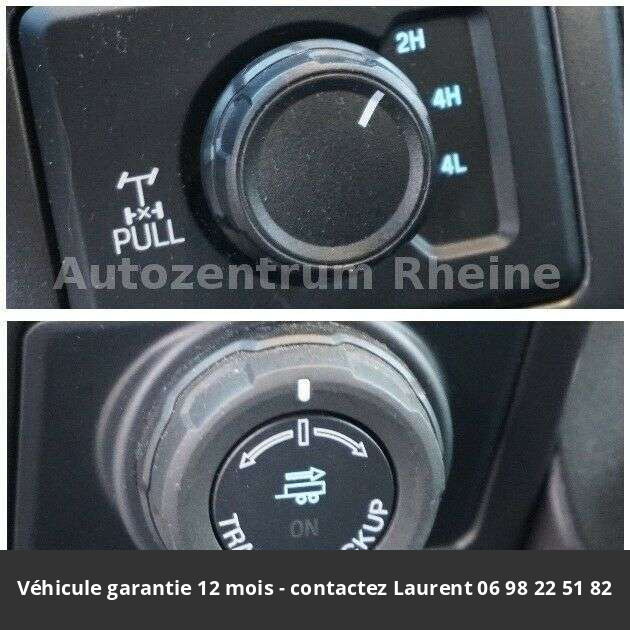 2H
4H
4L
PULL
Autozentrum Rheine
ON
Véhicule garantie 12 mois - contactez Laurent 06 98 22 51 82